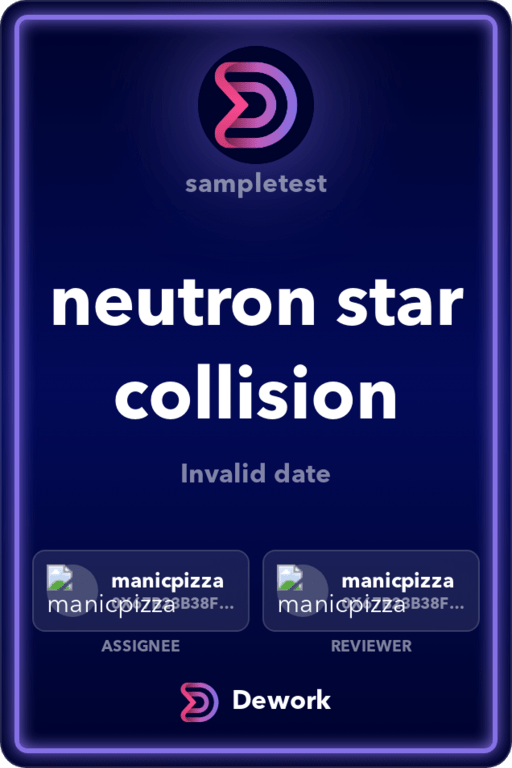 sampletest
neutron star
collision
Invalid date
manicpizza
manicpizza
manicpizza
manicpizza
ASSIGNEE
REVIEWER
Dework